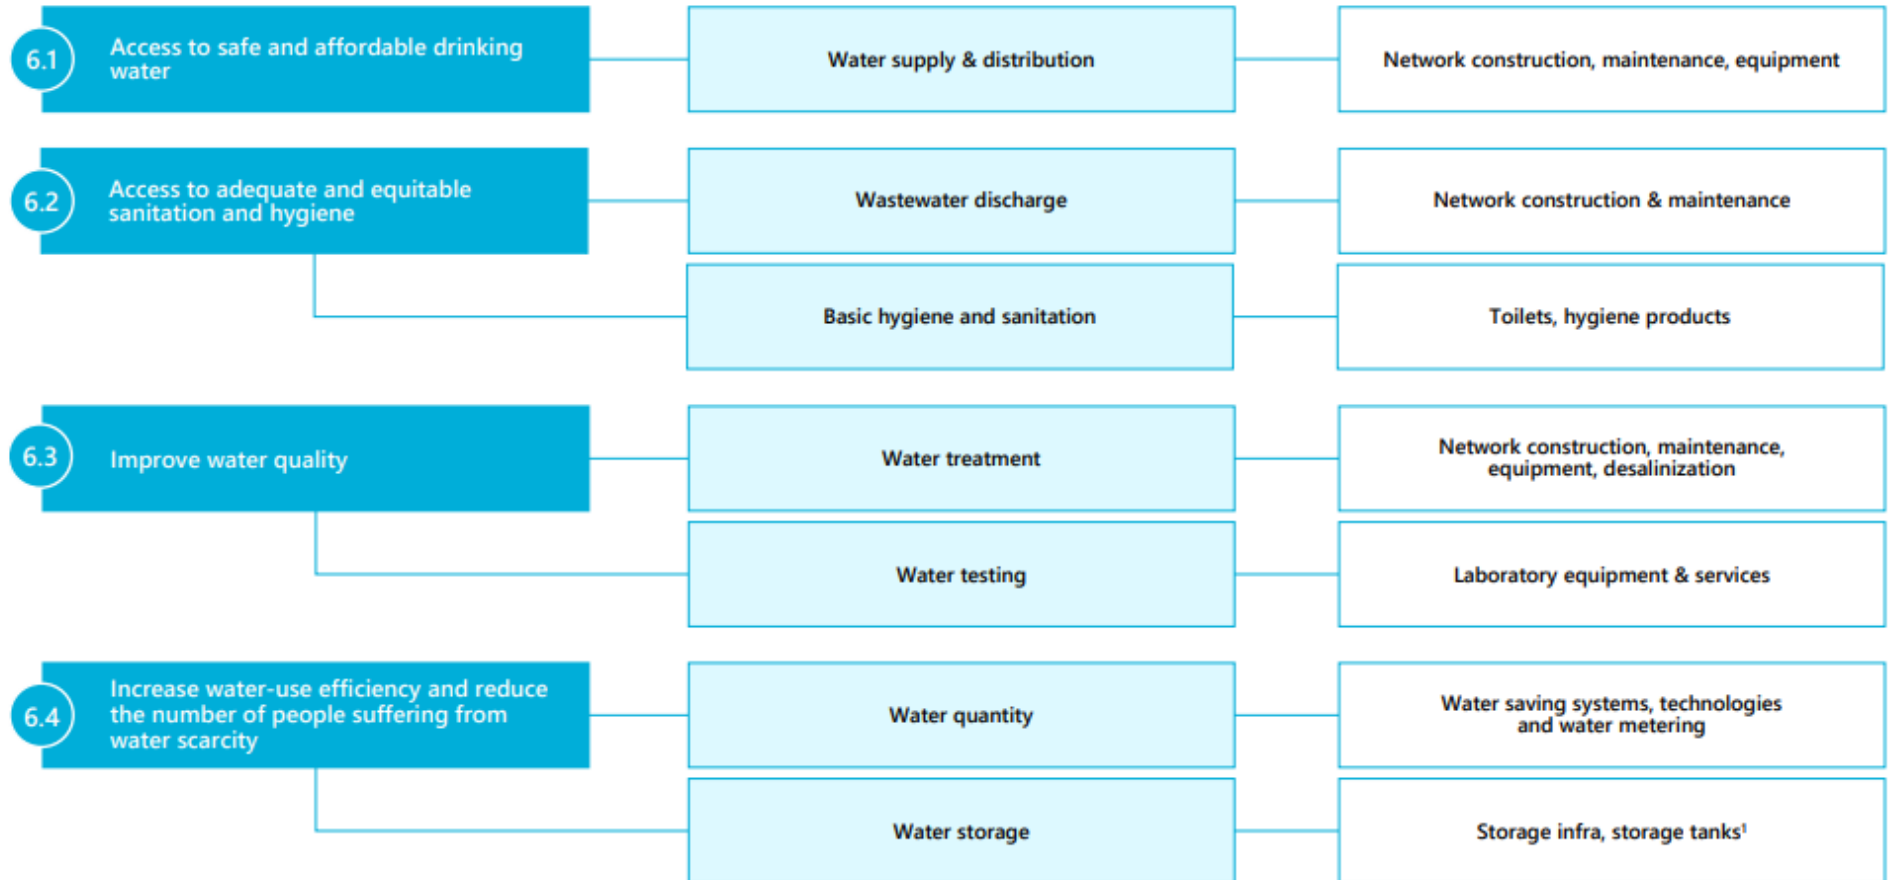 6.1
Access to safe and affordable drinking
water
Water supply & distribution
Network construction, maintenance, equipment
6.2
Access to adequate and equitable
sanitation and hygiene
Wastewater discharge
Network construction & maintenance
Basic hygiene and sanitation
Toilets, hygiene products
6.3
Improve water quality
Water treatment
Network construction, maintenance,
equipment, desalinization
Water testing
Laboratory equipment & services
6.4
Increase water-use efficiency and reduce
the number of people suffering from
water scarcity
Water quantity
Water saving systems, technologies
and water metering
Water storage
Storage infra, storage tanks¹